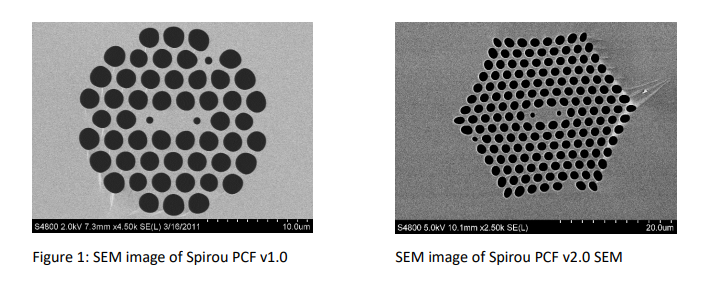 S4800 2.0kV 7.3mm x4.50k SE(L) 3/16/2011 10.0um
S4800 5.0kV 10.1mm x2.50k SE(L) 20.0um
Figure 1: SEM image of Spirou PCF v1.0
SEM image of Spirou PCF v2.0 SEM